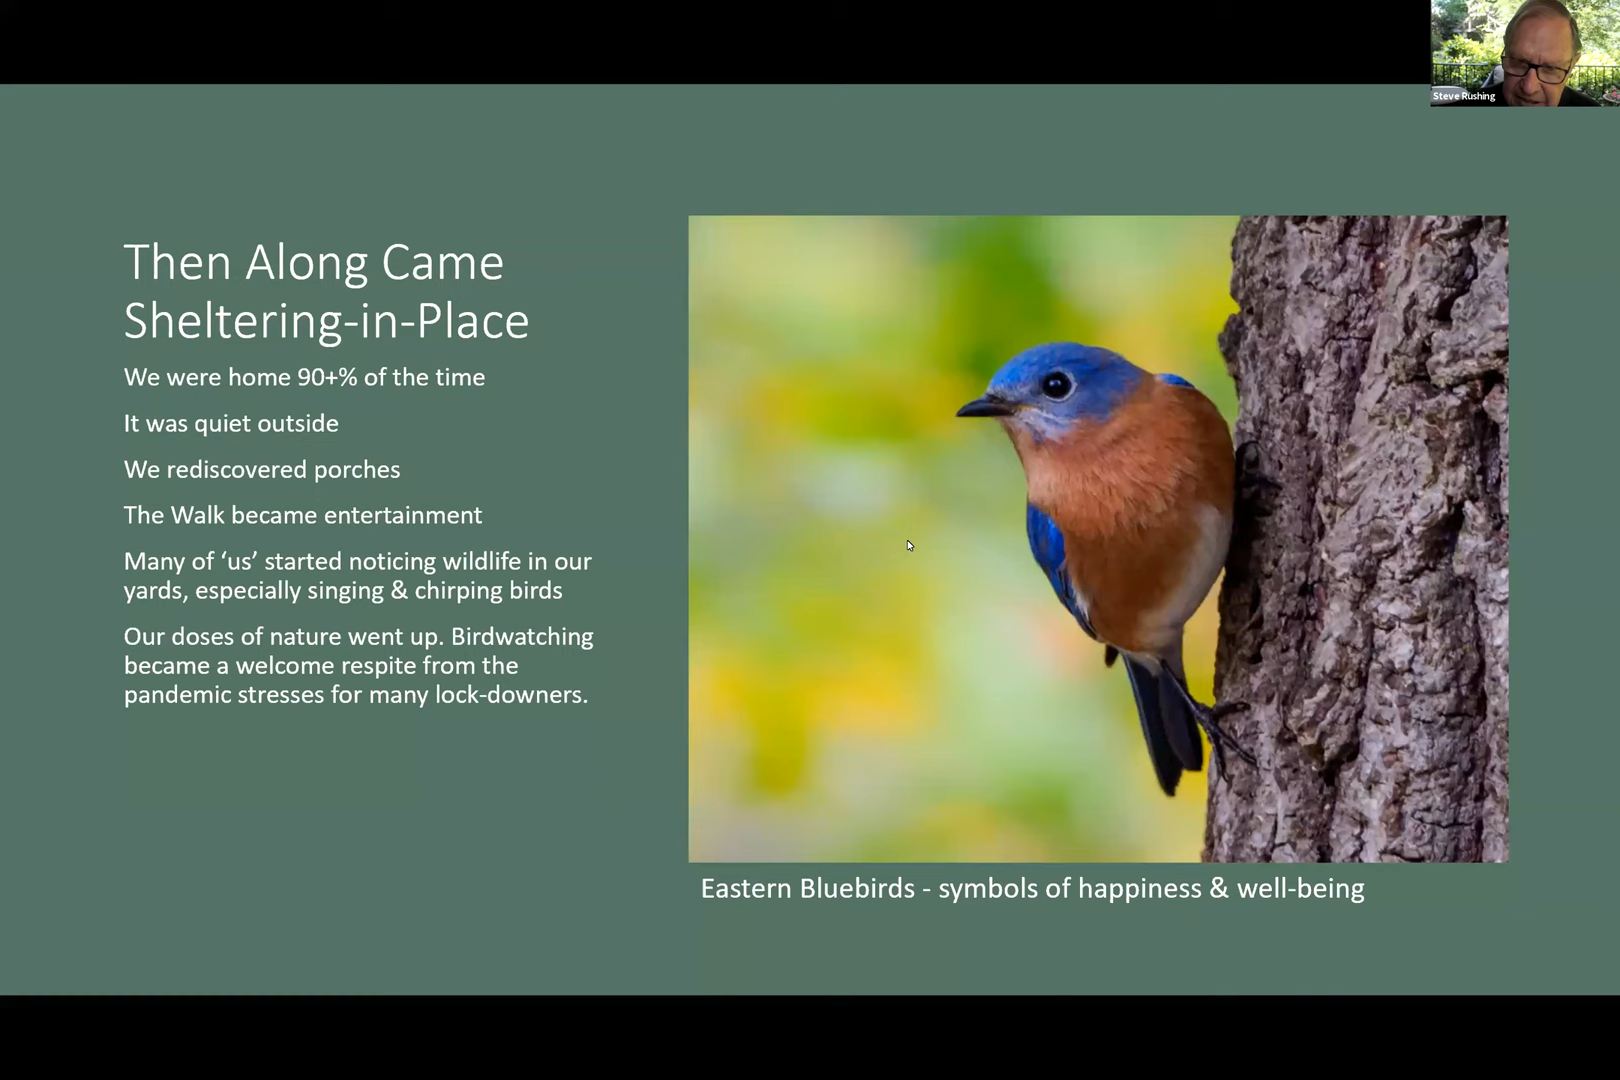 Steve Rushing
Then Along Came
Sheltering-in-Place
We were home 90+% of the time
It was quiet outside
We rediscovered porches
The Walk became entertainment
Many of ‘us’ started noticing wildlife in our
yards, especially singing & chirping birds
Our doses of nature went up. Birdwatching
became a welcome respite from the
pandemic stresses for many lock-downers.
Eastern Bluebirds - symbols of happiness & well-being